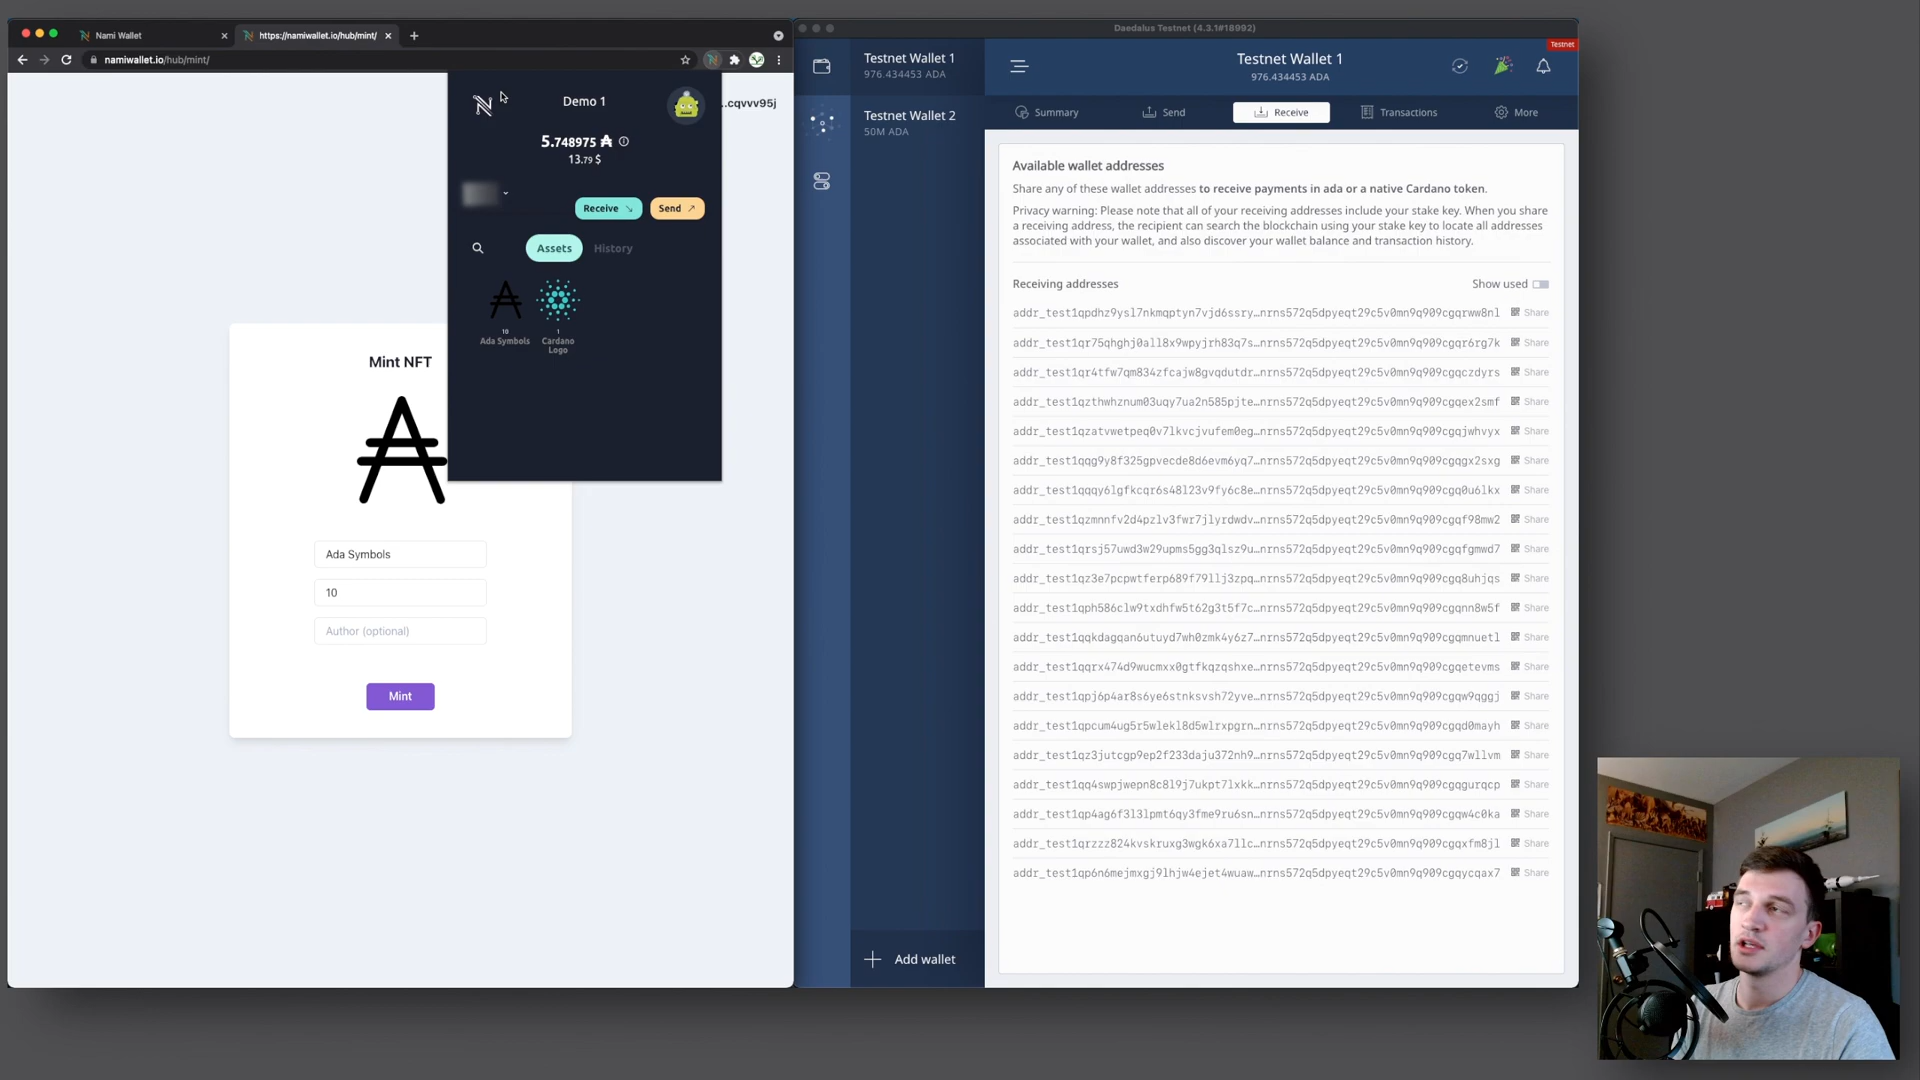 Nami Wallet
https://namiwallet.io/hub/mint/
namiwallet.io/hub/mint/
Demo 1
..cqvvv95j
5.748975 ₳
13.79 $
Receive
Send
Assets
History
10
Ada Symbols
1
Cardano
Logo
Mint NFT
Ada Symbols
10
Author (optional)
Mint
Daedalus Testnet (4.3.1#18992)
Testnet
Testnet Wallet 1
976.434453 ADA
Testnet Wallet 2
50M ADA
Add wallet
Testnet Wallet 1
976.434453 ADA
Summary
Send
Receive
Transactions
More
Available wallet addresses
Share any of these wallet addresses to receive payments in ada or a native Cardano token.
Privacy warning: Please note that all of your receiving addresses include your stake key. When you share
a receiving address, the recipient can search the blockchain using your stake key to locate all addresses
associated with your wallet, and also discover your wallet balance and transaction history.
Receiving addresses
Show used
addr_test1qpdhz9ysl7nkmqptyn7vjd6ssry…nrns572q5dpyeqt29c5v0mn9q909cgqrww8nl Share
addr_test1qr75qhghj0all8x9wpyjrh83q7s…nrns572q5dpyeqt29c5v0mn9q909cgqr6rg7k Share
addr_test1qr4tfw7qm834zfcajw8gvqdutdr…nrns572q5dpyeqt29c5v0mn9q909cgqczdyrs Share
addr_test1qzthwhznum03uqy7ua2n585pjte…nrns572q5dpyeqt29c5v0mn9q909cgqex2smf Share
addr_test1qzatvwetpeq0v7lkvcjvufem0eg…nrns572q5dpyeqt29c5v0mn9q909cgqjwhvyx Share
addr_test1qqg9y8f325gpvecde8d6evm6yq7…nrns572q5dpyeqt29c5v0mn9q909cgqgx2sxg Share
addr_test1qqqy6lgfkcqr6s48l23v9fy6c8e…nrns572q5dpyeqt29c5v0mn9q909cgq0u6lkx Share
addr_test1qzmnnfv2d4pzlv3fwr7jlyrdwdv…nrns572q5dpyeqt29c5v0mn9q909cgqf98mw2 Share
addr_test1qrsj57uwd3w29upms5gg3qlsz9u…nrns572q5dpyeqt29c5v0mn9q909cgqfgmwd7 Share
addr_test1qz3e7pcpwtferp689f79llj3zpq…nrns572q5dpyeqt29c5v0mn9q909cgq8uhjqs Share
addr_test1qph586clw9txdhfw5t62g3t5f7c…nrns572q5dpyeqt29c5v0mn9q909cgqnn8w5f Share
addr_test1qqkdagqan6utuyd7wh0zmk4y6z7…nrns572q5dpyeqt29c5v0mn9q909cgqmnuetl Share
addr_test1qqrx474d9wucmxx0gtfkqzqshxe…nrns572q5dpyeqt29c5v0mn9q909cgqetevms Share
addr_test1qpj6p4ar8s6ye6stnksvsh72yve…nrns572q5dpyeqt29c5v0mn9q909cgqw9qggj Share
addr_test1qpcum4ug5r5wlekl8d5wlrxpgrn…nrns572q5dpyeqt29c5v0mn9q909cgqd0mayh Share
addr_test1qz3jutcgp9ep2f233daju372nh9…nrns572q5dpyeqt29c5v0mn9q909cgq7wllvm Share
addr_test1qq4swpjwepn8c8l9j7ukpt7lxkk…nrns572q5dpyeqt29c5v0mn9q909cgqgurqcp Share
addr_test1qp4ag6f3l3lpmt6qy3fme9ru6sn…nrns572q5dpyeqt29c5v0mn9q909cgqw4c0ka Share
addr_test1qrzzz824kvskruxg3wgk6xa7llc…nrns572q5dpyeqt29c5v0mn9q909cgqxfm8jl Share
addr_test1qp6n6mejmxgj9lhjw4ejet4wuaw…nrns572q5dpyeqt29c5v0mn9q909cgqycqax7 Share